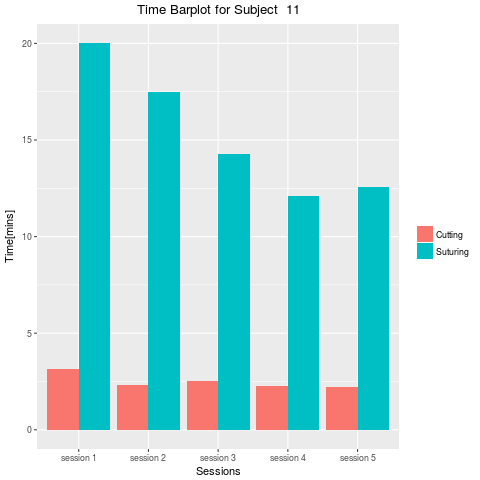 Time Barplot for Subject  11
Time[mins]
20
15
10
5
0
session 1
session 2
session 3
session 4
session 5
Sessions
Cutting
Suturing